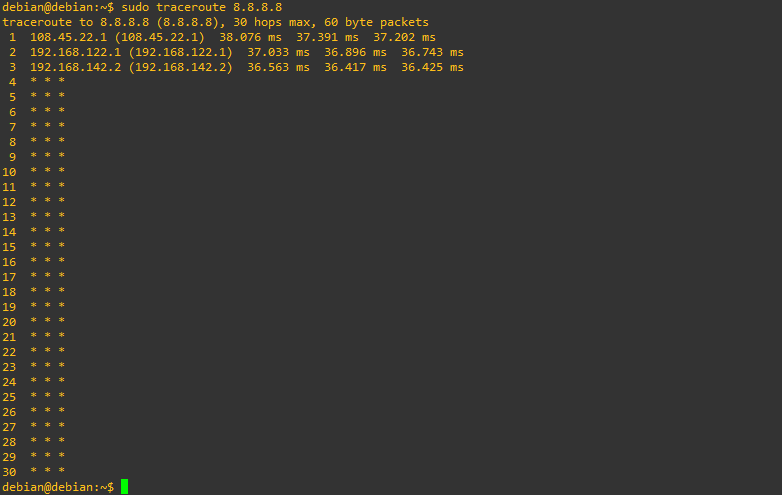 debian@debian:~$ sudo traceroute 8.8.8.8
traceroute to 8.8.8.8 (8.8.8.8), 30 hops max, 60 byte packets
 1  108.45.22.1 (108.45.22.1)  38.076 ms  37.391 ms  37.202 ms
 2  192.168.122.1 (192.168.122.1)  37.033 ms  36.896 ms  36.743 ms
 3  192.168.142.2 (192.168.142.2)  36.563 ms  36.417 ms  36.425 ms
 4  * * *
 5  * * *
 6  * * *
 7  * * *
 8  * * *
 9  * * *
10  * * *
11  * * *
12  * * *
13  * * *
14  * * *
15  * * *
16  * * *
17  * * *
18  * * *
19  * * *
20  * * *
21  * * *
22  * * *
23  * * *
24  * * *
25  * * *
26  * * *
27  * * *
28  * * *
29  * * *
30  * * *
debian@debian:~$